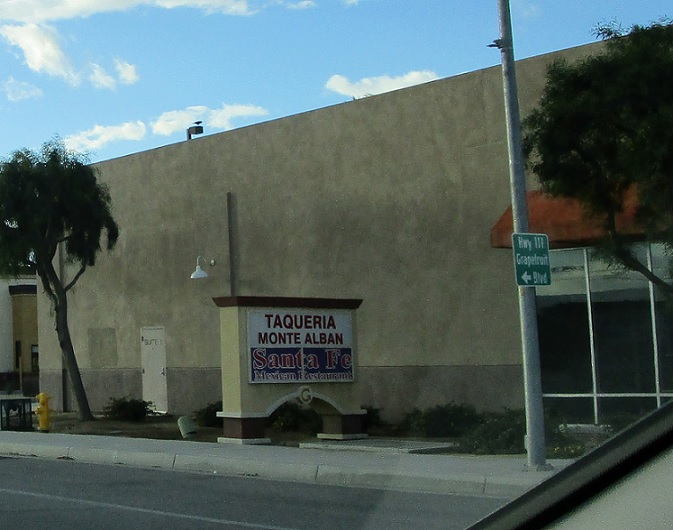 TAQUERIA
MONTE ALBAN
Santa Fe
Mexican Restaurant
G
Hwy 111
Grapefruit
← Blvd